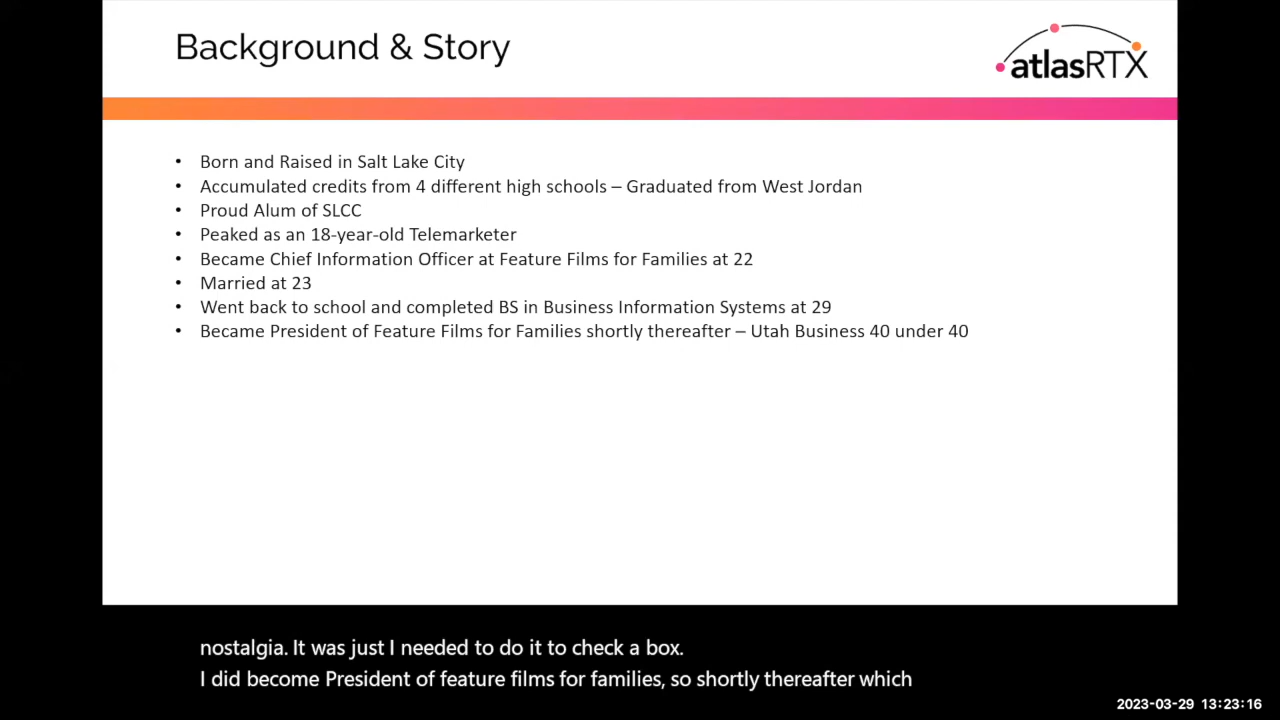 Background & Story
atlasRTX
• Born and Raised in Salt Lake City
• Accumulated credits from 4 different high schools – Graduated from West Jordan
• Proud Alum of SLCC
• Peaked as an 18-year-old Telemarketer
• Became Chief Information Officer at Feature Films for Families at 22
• Married at 23
• Went back to school and completed BS in Business Information Systems at 29
• Became President of Feature Films for Families shortly thereafter – Utah Business 40 under 40
nostalgia. It was just I needed to do it to check a box.
I did become President of feature films for families, so shortly thereafter which
2023-03-29 13:23:16